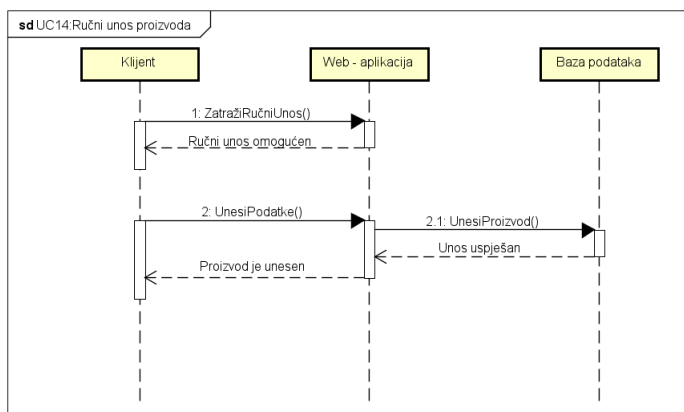 sd UC14:Ručni unos proizvoda
Klijent
Web - aplikacija
Baza podataka
1: ZatražiRučniUnos()
Ručni unos omogućen
2: UnesiPodatke()
2.1: UnesiProizvod()
Unos uspješan
Proizvod je unesen